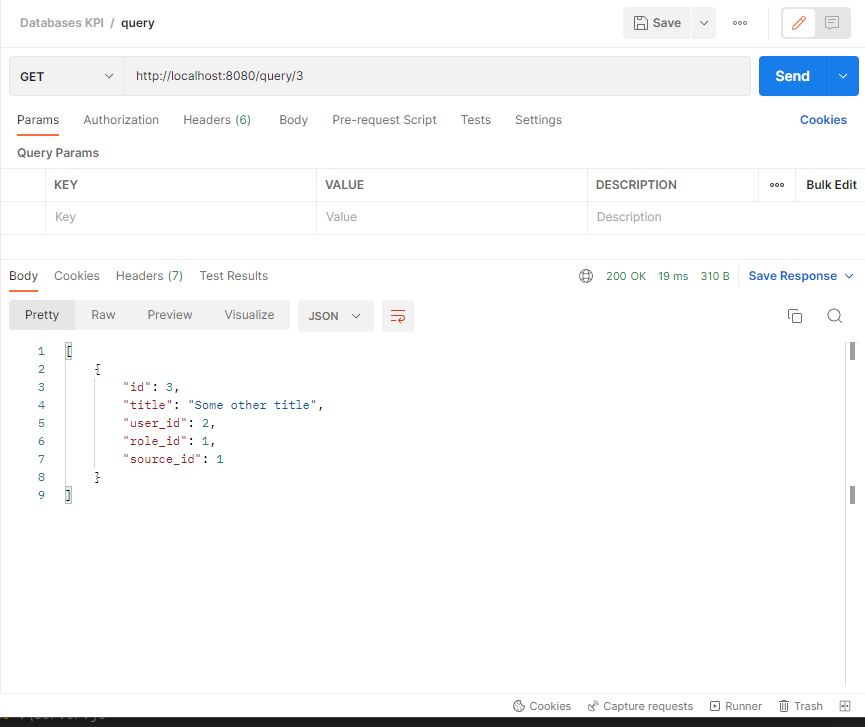 Databases KPI / query
Save
GET
http://localhost:8080/query/3
Send
Params Authorization Headers (6) Body Pre-request Script Tests Settings Cookies
Query Params
KEY VALUE DESCRIPTION Bulk Edit
Key Value Description
Body Cookies Headers (7) Test Results 200 OK 19 ms 310 B Save Response
Pretty Raw Preview Visualize JSON
1 [
2 {
3 "id": 3,
4 "title": "Some other title",
5 "user_id": 2,
6 "role_id": 1,
7 "source_id": 1
8 }
9 ]
Cookies Capture requests Runner Trash